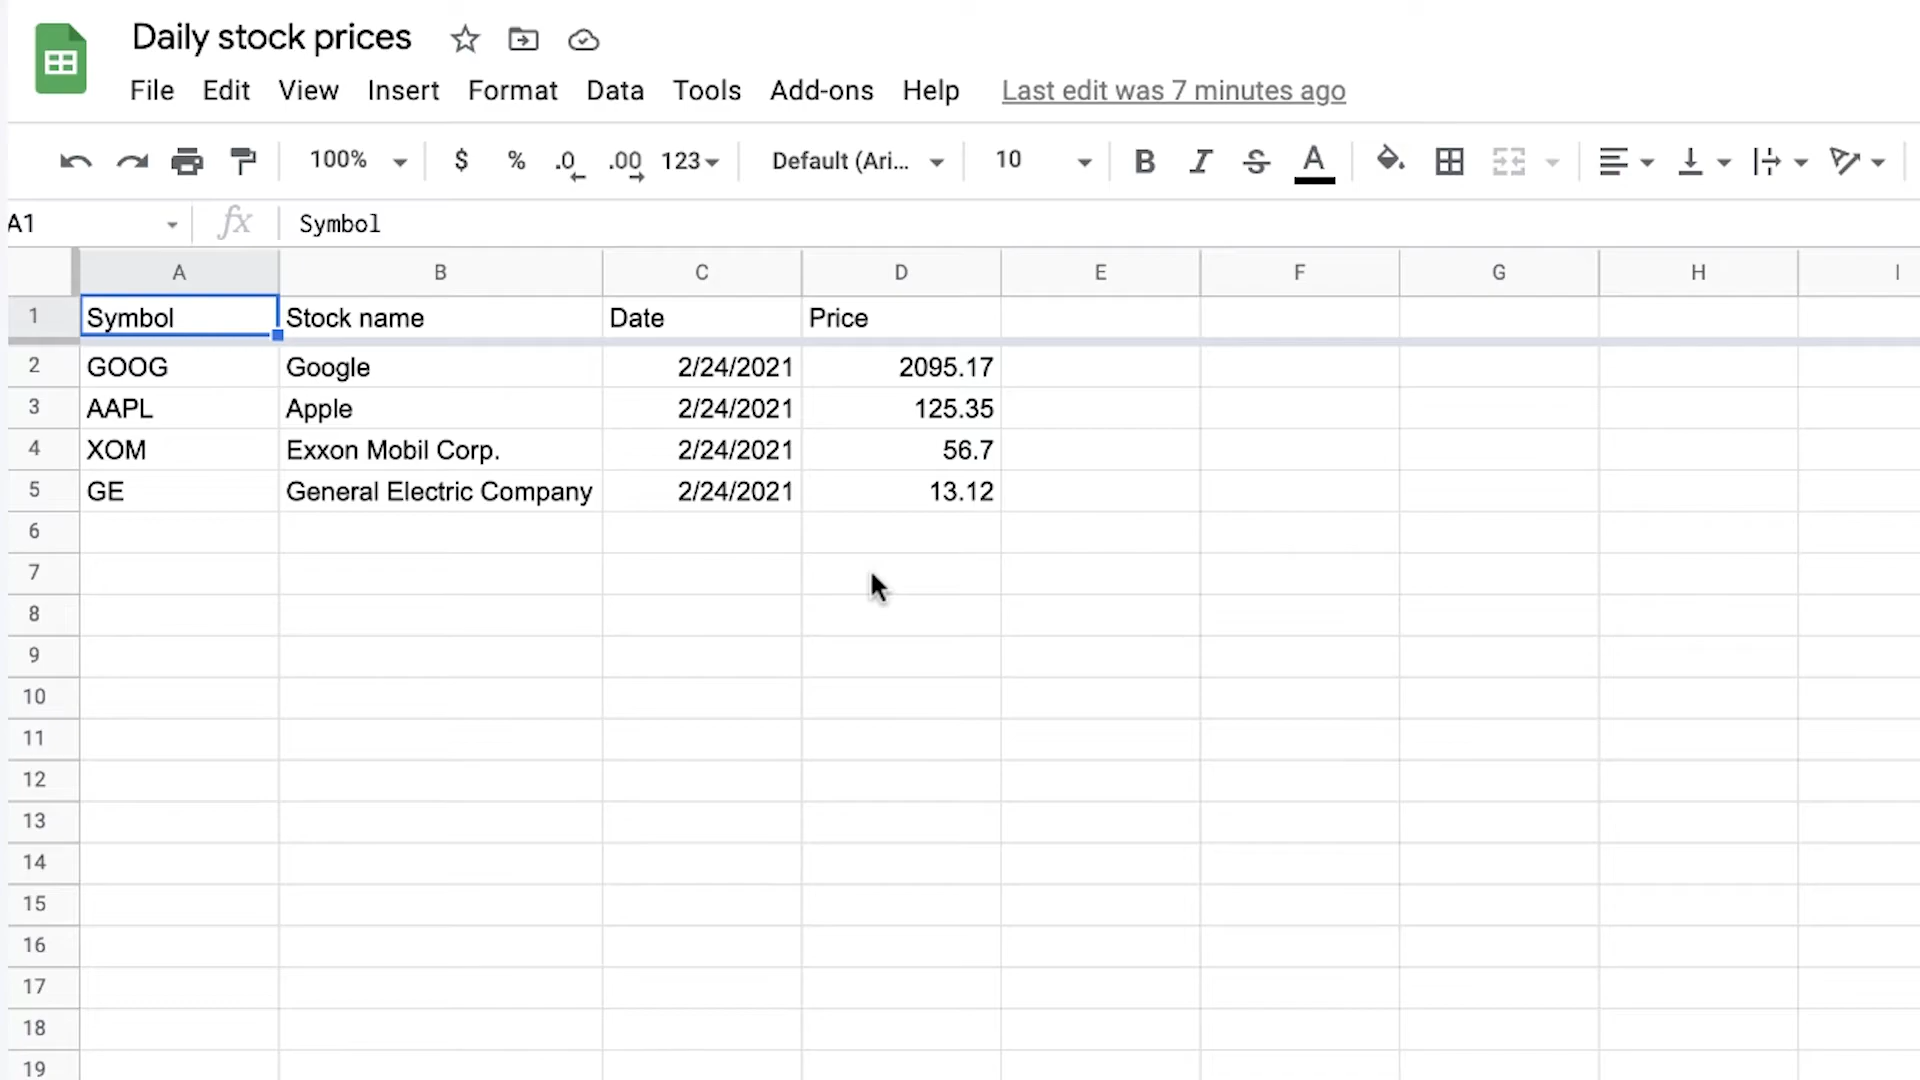 Daily stock prices
File Edit View Insert Format Data Tools Add-ons Help Last edit was 7 minutes ago
100% $ % .0 .00 123 Default (Ari... 10 B I S A
A1 fx Symbol
A B C D E F G H I
1 Symbol Stock name Date Price
2 GOOG Google 2/24/2021 2095.17
3 AAPL Apple 2/24/2021 125.35
4 XOM Exxon Mobil Corp. 2/24/2021 56.7
5 GE General Electric Company 2/24/2021 13.12
6
7
8
9
10
11
12
13
14
15
16
17
18
19